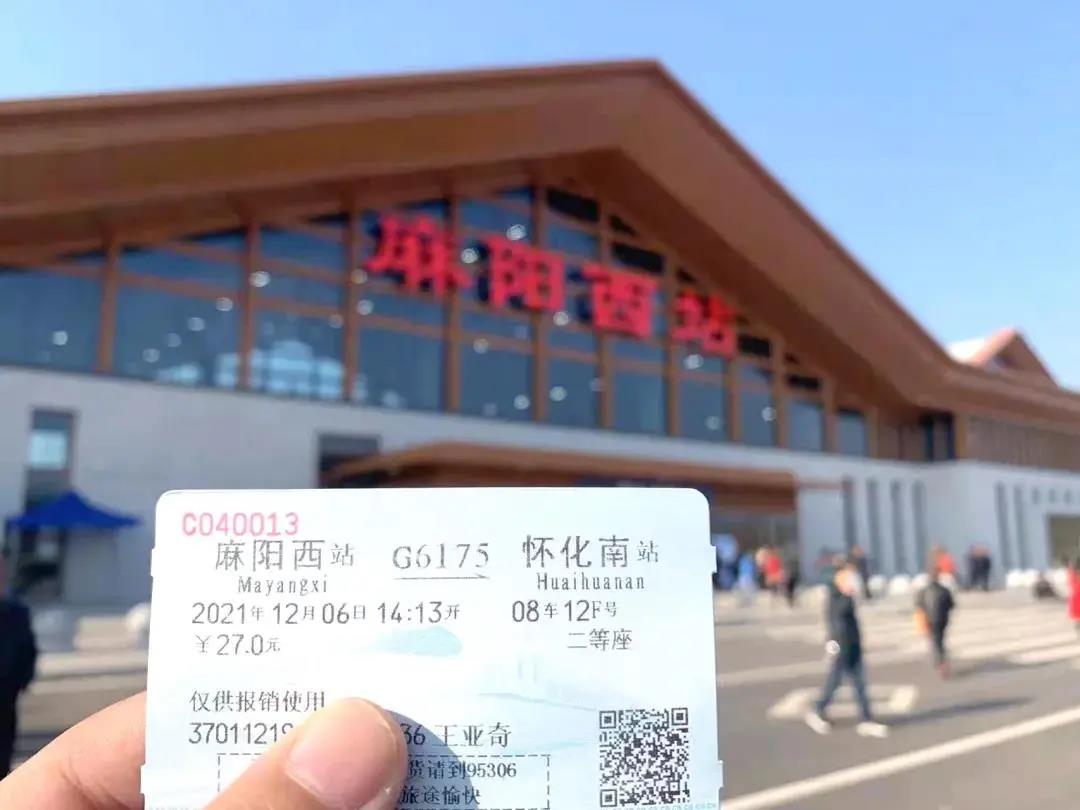 麻阳西站
C040013
麻阳西站 G6175 怀化南站
Mayangxi Huaihuanan
2021年12月06日 14:13开 08车12F号
￥27.0元 二等座
仅供报销使用
37011219 36 王亚奇
货请到95306
旅途愉快